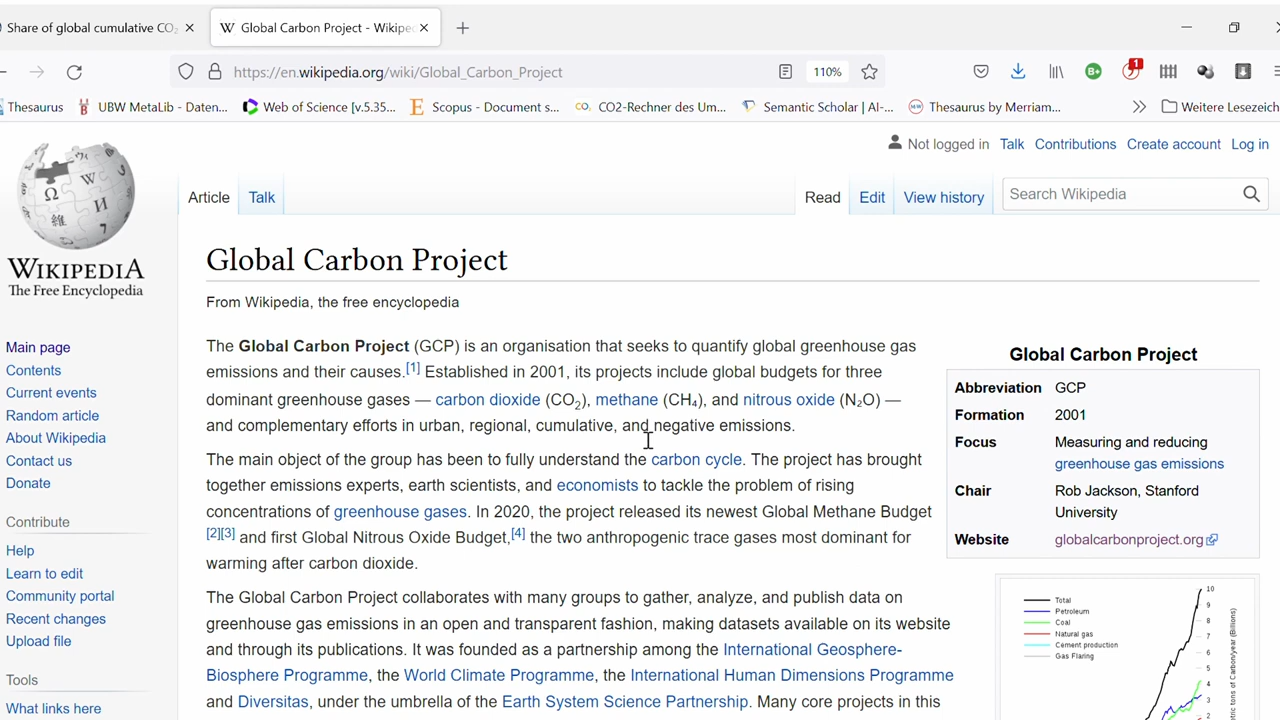 Share of global cumulative CO₂
Global Carbon Project - Wikipe
https://en.wikipedia.org/wiki/Global_Carbon_Project
110%
1
Thesaurus
UBW MetaLib - Daten...
Web of Science [v.5.35...
Scopus - Document s...
CO2-Rechner des Um...
Semantic Scholar | AI-...
Thesaurus by Merriam...
Weitere Lesezeich
Not logged in Talk Contributions Create account Log in
Article Talk
Read Edit View history
Search Wikipedia
WIKIPEDIA
The Free Encyclopedia
Main page
Contents
Current events
Random article
About Wikipedia
Contact us
Donate
Contribute
Help
Learn to edit
Community portal
Recent changes
Upload file
Tools
What links here
Global Carbon Project
From Wikipedia, the free encyclopedia
The Global Carbon Project (GCP) is an organisation that seeks to quantify global greenhouse gas
emissions and their causes.[1] Established in 2001, its projects include global budgets for three
dominant greenhouse gases — carbon dioxide (CO₂), methane (CH₄), and nitrous oxide (N₂O) —
and complementary efforts in urban, regional, cumulative, and negative emissions.
The main object of the group has been to fully understand the carbon cycle. The project has brought
together emissions experts, earth scientists, and economists to tackle the problem of rising
concentrations of greenhouse gases. In 2020, the project released its newest Global Methane Budget
[2][3] and first Global Nitrous Oxide Budget,[4] the two anthropogenic trace gases most dominant for
warming after carbon dioxide.
The Global Carbon Project collaborates with many groups to gather, analyze, and publish data on
greenhouse gas emissions in an open and transparent fashion, making datasets available on its website
and through its publications. It was founded as a partnership among the International Geosphere-
Biosphere Programme, the World Climate Programme, the International Human Dimensions Programme
and Diversitas, under the umbrella of the Earth System Science Partnership. Many core projects in this
Global Carbon Project
Abbreviation GCP
Formation 2001
Focus Measuring and reducing
greenhouse gas emissions
Chair Rob Jackson, Stanford
University
Website globalcarbonproject.org
Total
Petroleum
Coal
Natural gas
Cement production
Gas Flaring
10
9
8
7
6
5
4
3
2
tric tons of Carbon/year (Billions)